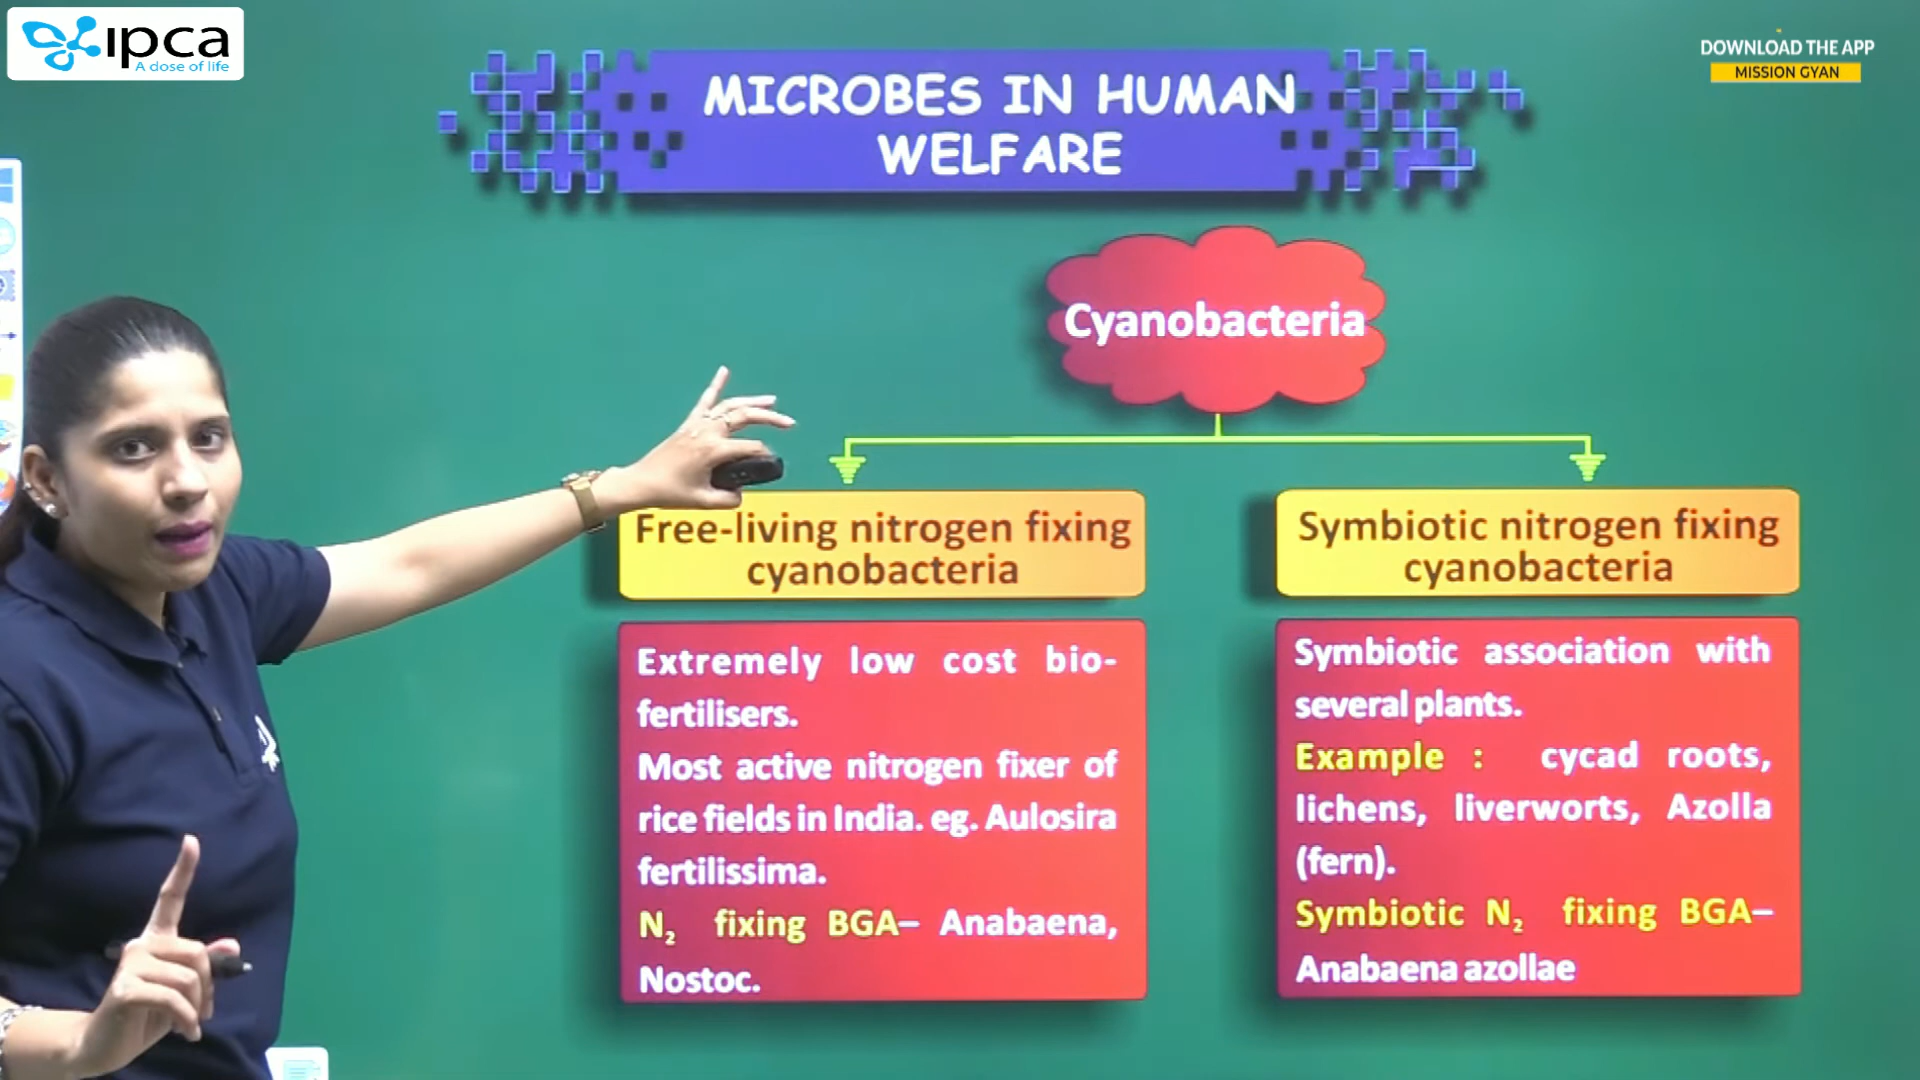 ipca
A dose of life
DOWNLOAD THE APP
MISSION GYAN
MICROBES IN HUMAN
WELFARE
Cyanobacteria
Free-living nitrogen fixing
cyanobacteria
Extremely low cost bio-
fertilisers.
Most active nitrogen fixer of
rice fields in India. eg. Aulosira
fertilissima.
N₂ fixing BGA– Anabaena,
Nostoc.
Symbiotic nitrogen fixing
cyanobacteria
Symbiotic association with
several plants.
Example : cycad roots,
lichens, liverworts, Azolla
(fern).
Symbiotic N₂ fixing BGA–
Anabaena azollae